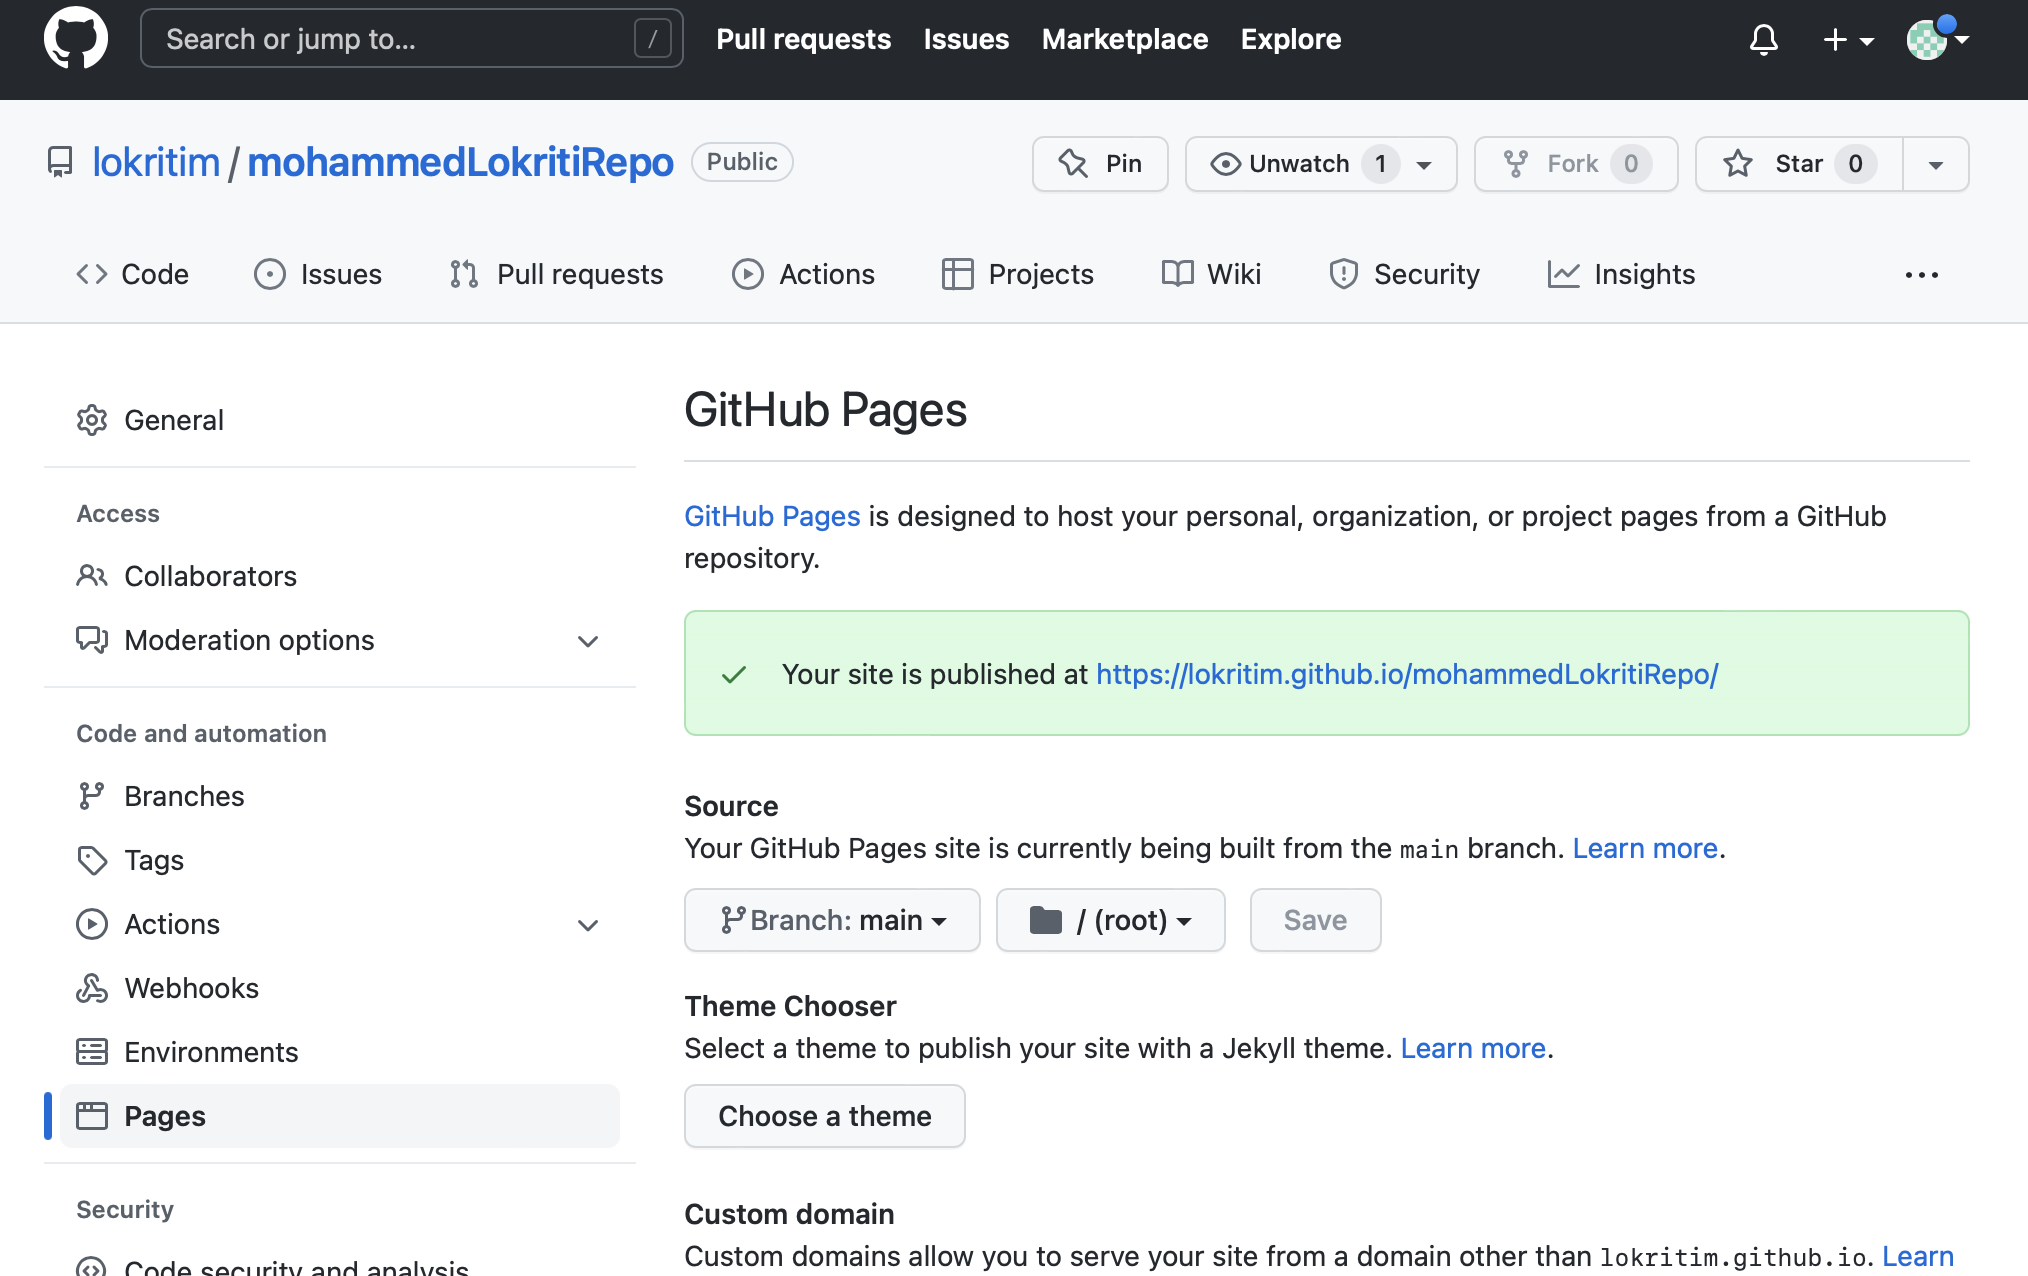 Search or jump to...
/
Pull requests
Issues
Marketplace
Explore
lokritim / mohammedLokritiRepo
Public
Pin
Unwatch 1
Fork 0
Star 0
Code
Issues
Pull requests
Actions
Projects
Wiki
Security
Insights
General
Access
Collaborators
Moderation options
Code and automation
Branches
Tags
Actions
Webhooks
Environments
Pages
Security
Code security and analysis
GitHub Pages
GitHub Pages is designed to host your personal, organization, or project pages from a GitHub
repository.
Your site is published at https://lokritim.github.io/mohammedLokritiRepo/
Source
Your GitHub Pages site is currently being built from the main branch. Learn more.
Branch: main
/ (root)
Save
Theme Chooser
Select a theme to publish your site with a Jekyll theme. Learn more.
Choose a theme
Custom domain
Custom domains allow you to serve your site from a domain other than lokritim.github.io. Learn